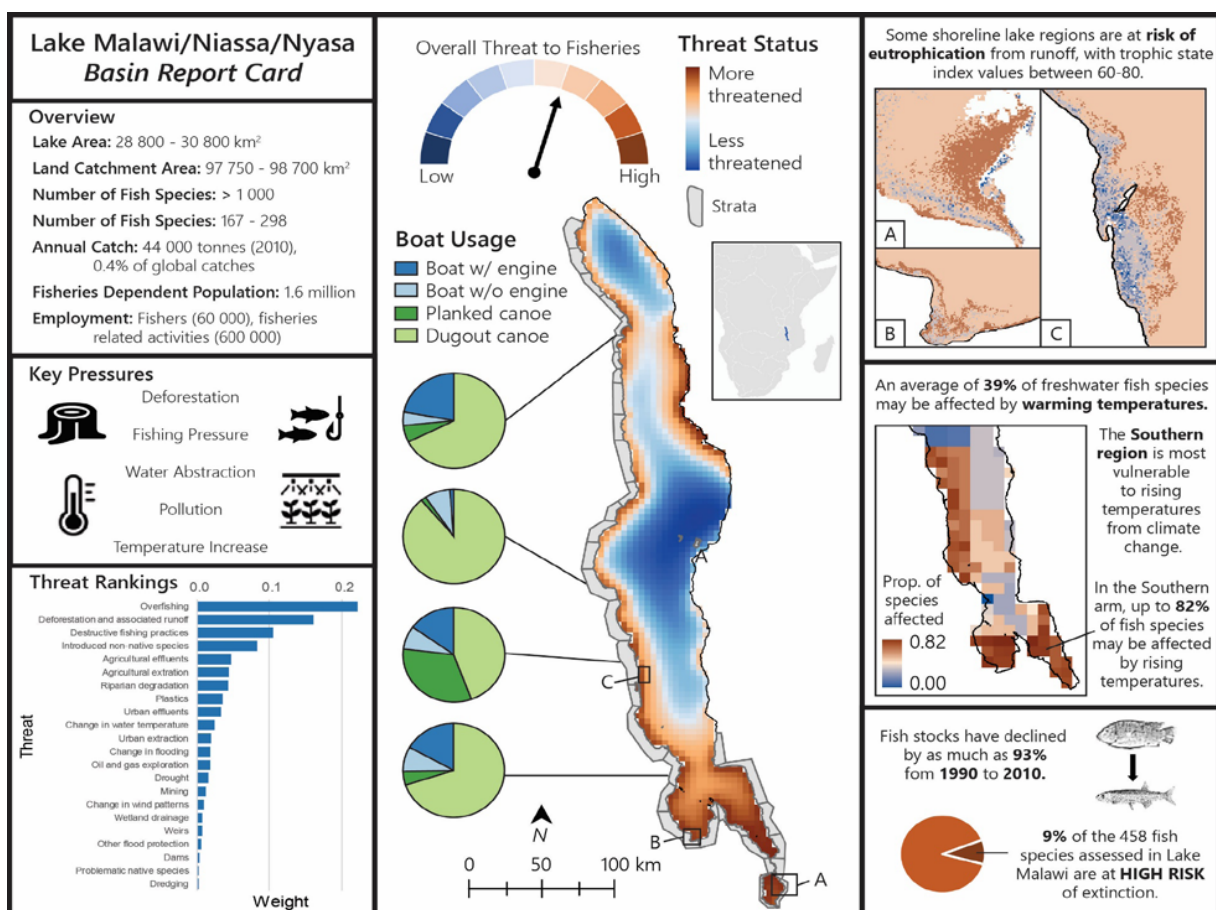 Lake Malawi/Niassa/Nyasa
Basin Report Card
Overview
Lake Area: 28 800 - 30 800 km²
Land Catchment Area: 97 750 - 98 700 km²
Number of Fish Species: > 1 000
Number of Fish Species: 167 - 298
Annual Catch: 44 000 tonnes (2010),
0.4% of global catches
Fisheries Dependent Population: 1.6 million
Employment: Fishers (60 000), fisheries
related activities (600 000)
Key Pressures
Deforestation
Fishing Pressure
Water Abstraction
Pollution
Temperature Increase
Threat Rankings
0.0
0.1
0.2
Overfishing
Deforestation and associated runoff
Destructive fishing practices
Introduced non-native species
Agricultural effluents
Agricultural extration
Riparian degradation
Plastics
Urban effluents
Change in water temperature
Urban extraction
Change in flooding
Oil and gas exploration
Drought
Mining
Change in wind patterns
Wetland drainage
Weirs
Other flood protection
Dams
Problematic native species
Dredging
Threat
Weight
Overall Threat to Fisheries
Low
High
Threat Status
More
threatened
Less
threatened
Strata
Boat Usage
Boat w/ engine
Boat w/o engine
Planked canoe
Dugout canoe
A
C
B
A
N
0
50
100 km
Some shoreline lake regions are at risk of
eutrophication from runoff, with trophic state
index values between 60-80.
A
B
C
An average of 39% of freshwater fish species
may be affected by warming temperatures.
The Southern
region is most
vulnerable
to rising
temperatures
from climate
change.
Prop. of
species
affected
0.82
0.00
In the Southern
arm, up to 82%
of fish species
may be affected
by rising
temperatures.
Fish stocks have declined
by as much as 93%
fom 1990 to 2010.
9% of the 458 fish
species assessed in Lake
Malawi are at HIGH RISK
of extinction.